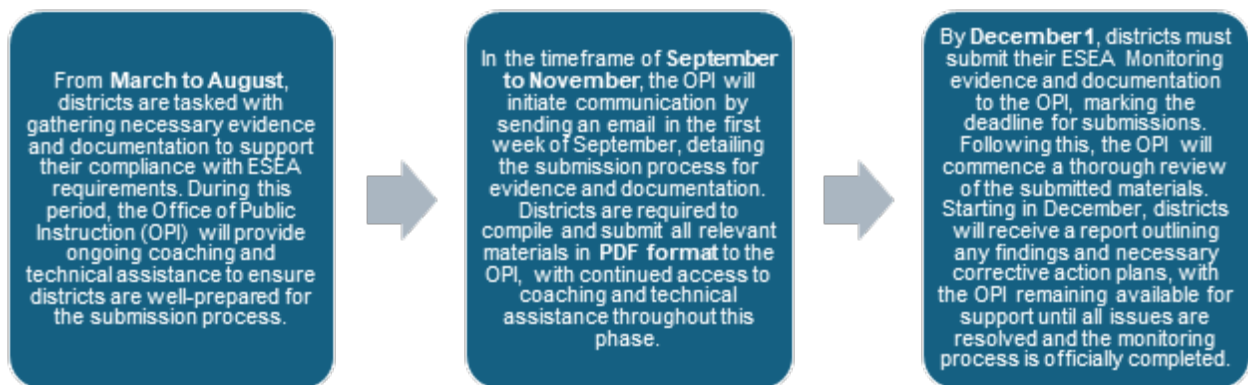 From March to August,
districts are tasked with
gathering necessary evidence
and documentation to support
their compliance with ESEA
requirements. During this
period, the Office of Public
Instruction (OPI) will provide
ongoing coaching and
technical assistance to ensure
districts are well-prepared for
the submission process.
In the timeframe of September
to November, the OPI will
initiate communication by
sending an email in the first
week of September, detailing
the submission process for
evidence and documentation.
Districts are required to
compile and submit all relevant
materials in PDF format to the
OPI, with continued access to
coaching and technical
assistance throughout this
phase.
By December 1, districts must
submit their ESEA Monitoring
evidence and documentation
to the OPI, marking the
deadline for submissions.
Following this, the OPI will
commence a thorough review
of the submitted materials.
Starting in December, districts
will receive a report outlining
any findings and necessary
corrective action plans, with
the OPI remaining available for
support until all issues are
resolved and the monitoring
process is officially completed.